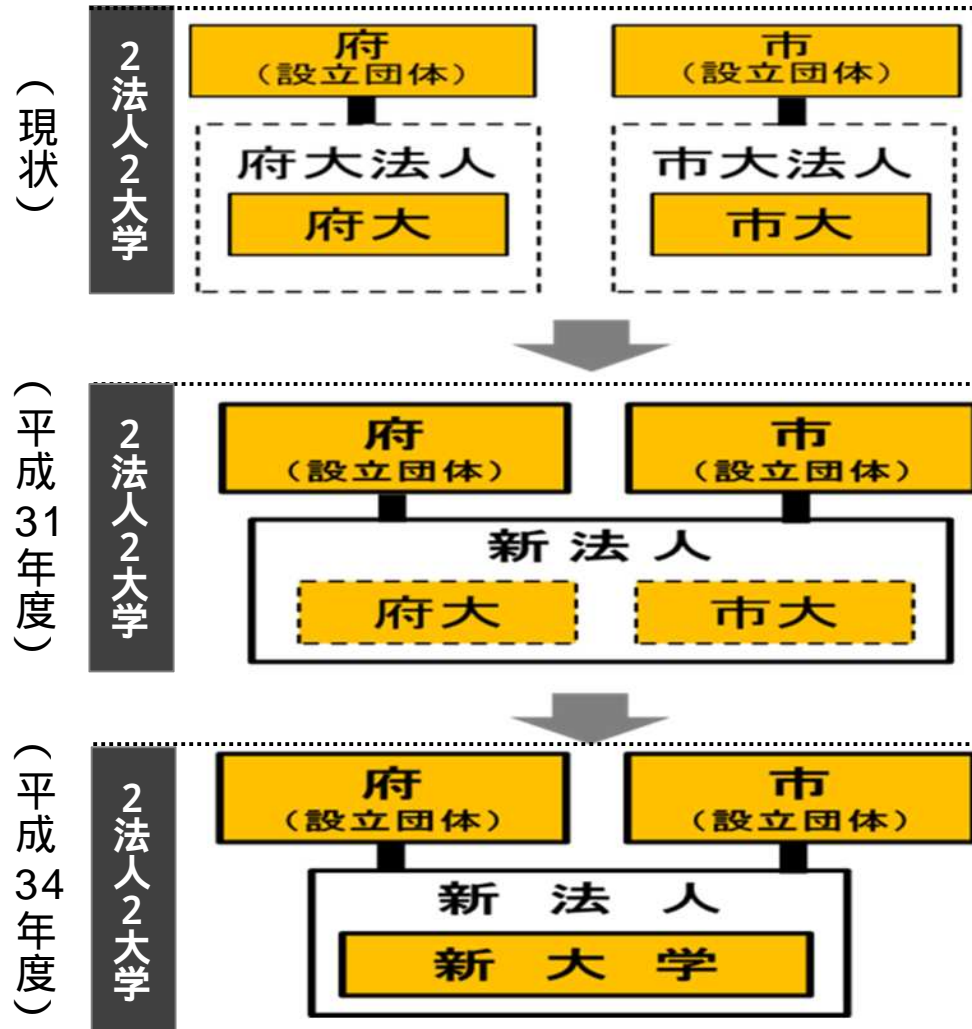 （現状）
2法人2大学
府
（設立団体）
市
（設立団体）
府大法人
市大法人
府大
市大
（平成31年度）
2法人2大学
府
（設立団体）
市
（設立団体）
新法人
府大
市大
（平成34年度）
2法人2大学
府
（設立団体）
市
（設立団体）
新法人
新大学